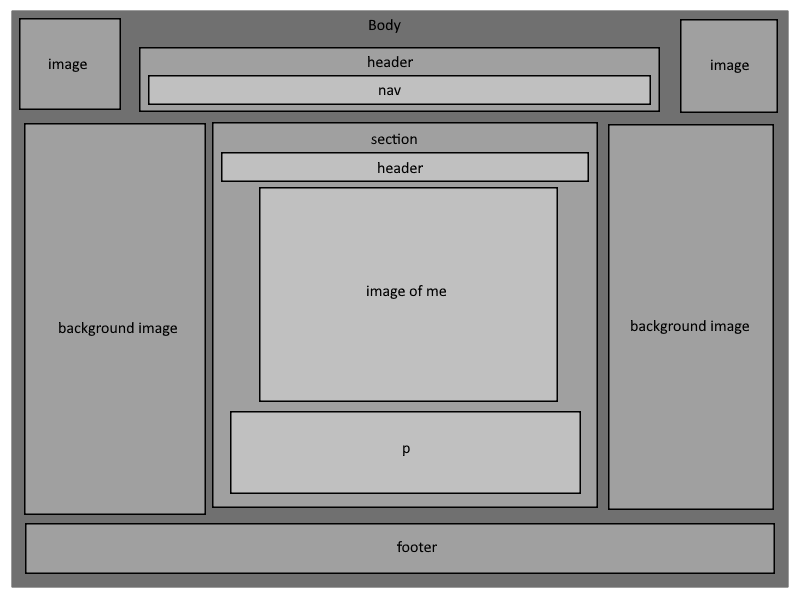 Body
image
header
image
nav
section
header
image of me
background image
background image
p
footer